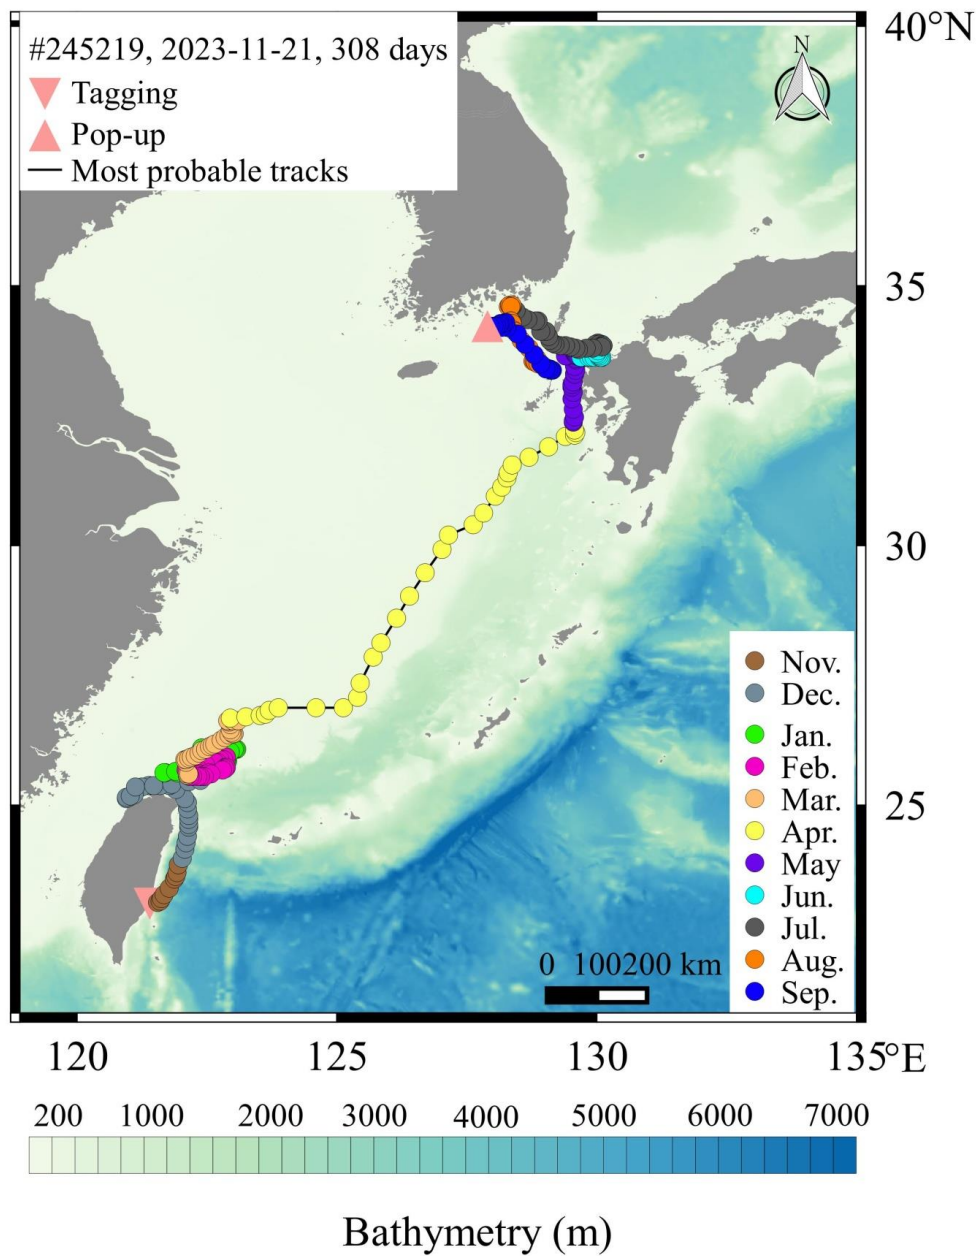 #245219, 2023-11-21, 308 days
Tagging
Pop-up
Most probable tracks
N
40°N
35
30
25
Nov.
Dec.
Jan.
Feb.
Mar.
Apr.
May
Jun.
Jul.
Aug.
Sep.
0 100200 km
120 125 130 135°E
200 1000 2000 3000 4000 5000 6000 7000
Bathymetry (m)